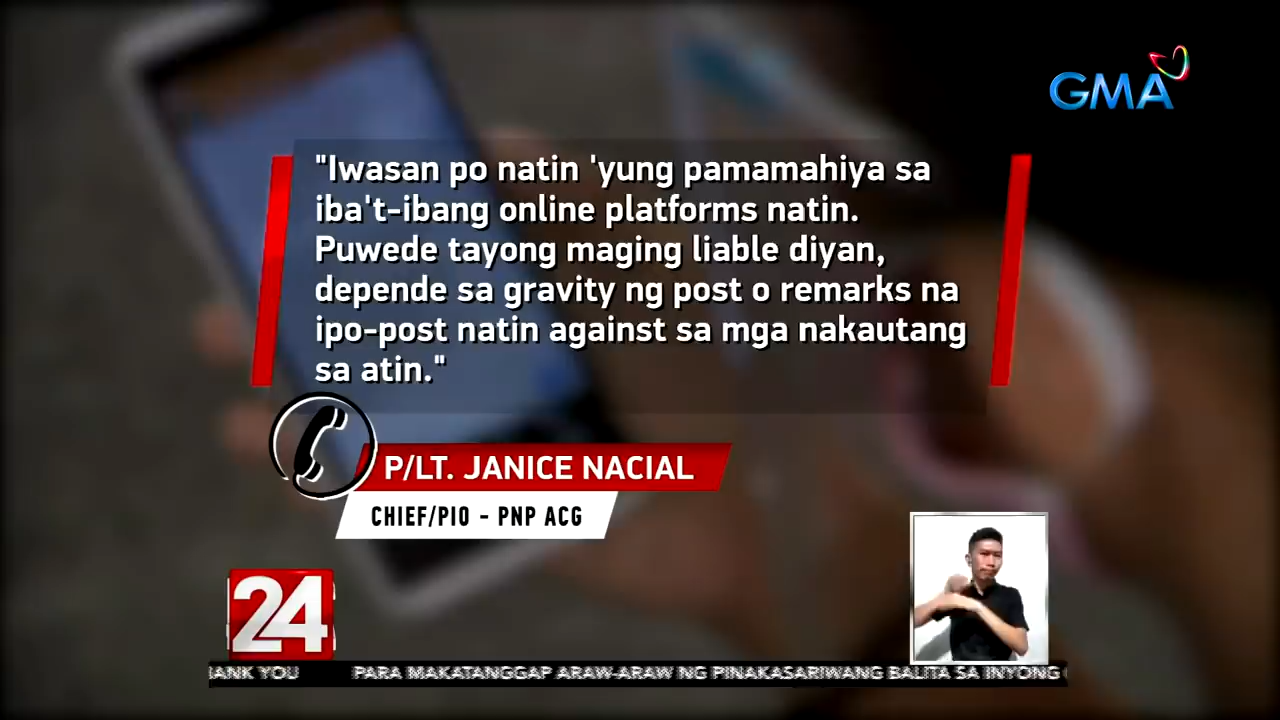 GMA
"Iwasan po natin 'yung pamamahiya sa
iba't-ibang online platforms natin.
Puwede tayong maging liable diyan,
depende sa gravity ng post o remarks na
ipo-post natin against sa mga nakautang
sa atin."
P/LT. JANICE NACIAL
CHIEF/PIO - PNP ACG
24
YOU PARA MAKATANGGAP ARAW-ARAW NG PINAKASARIWANG BALITA SA INYONG